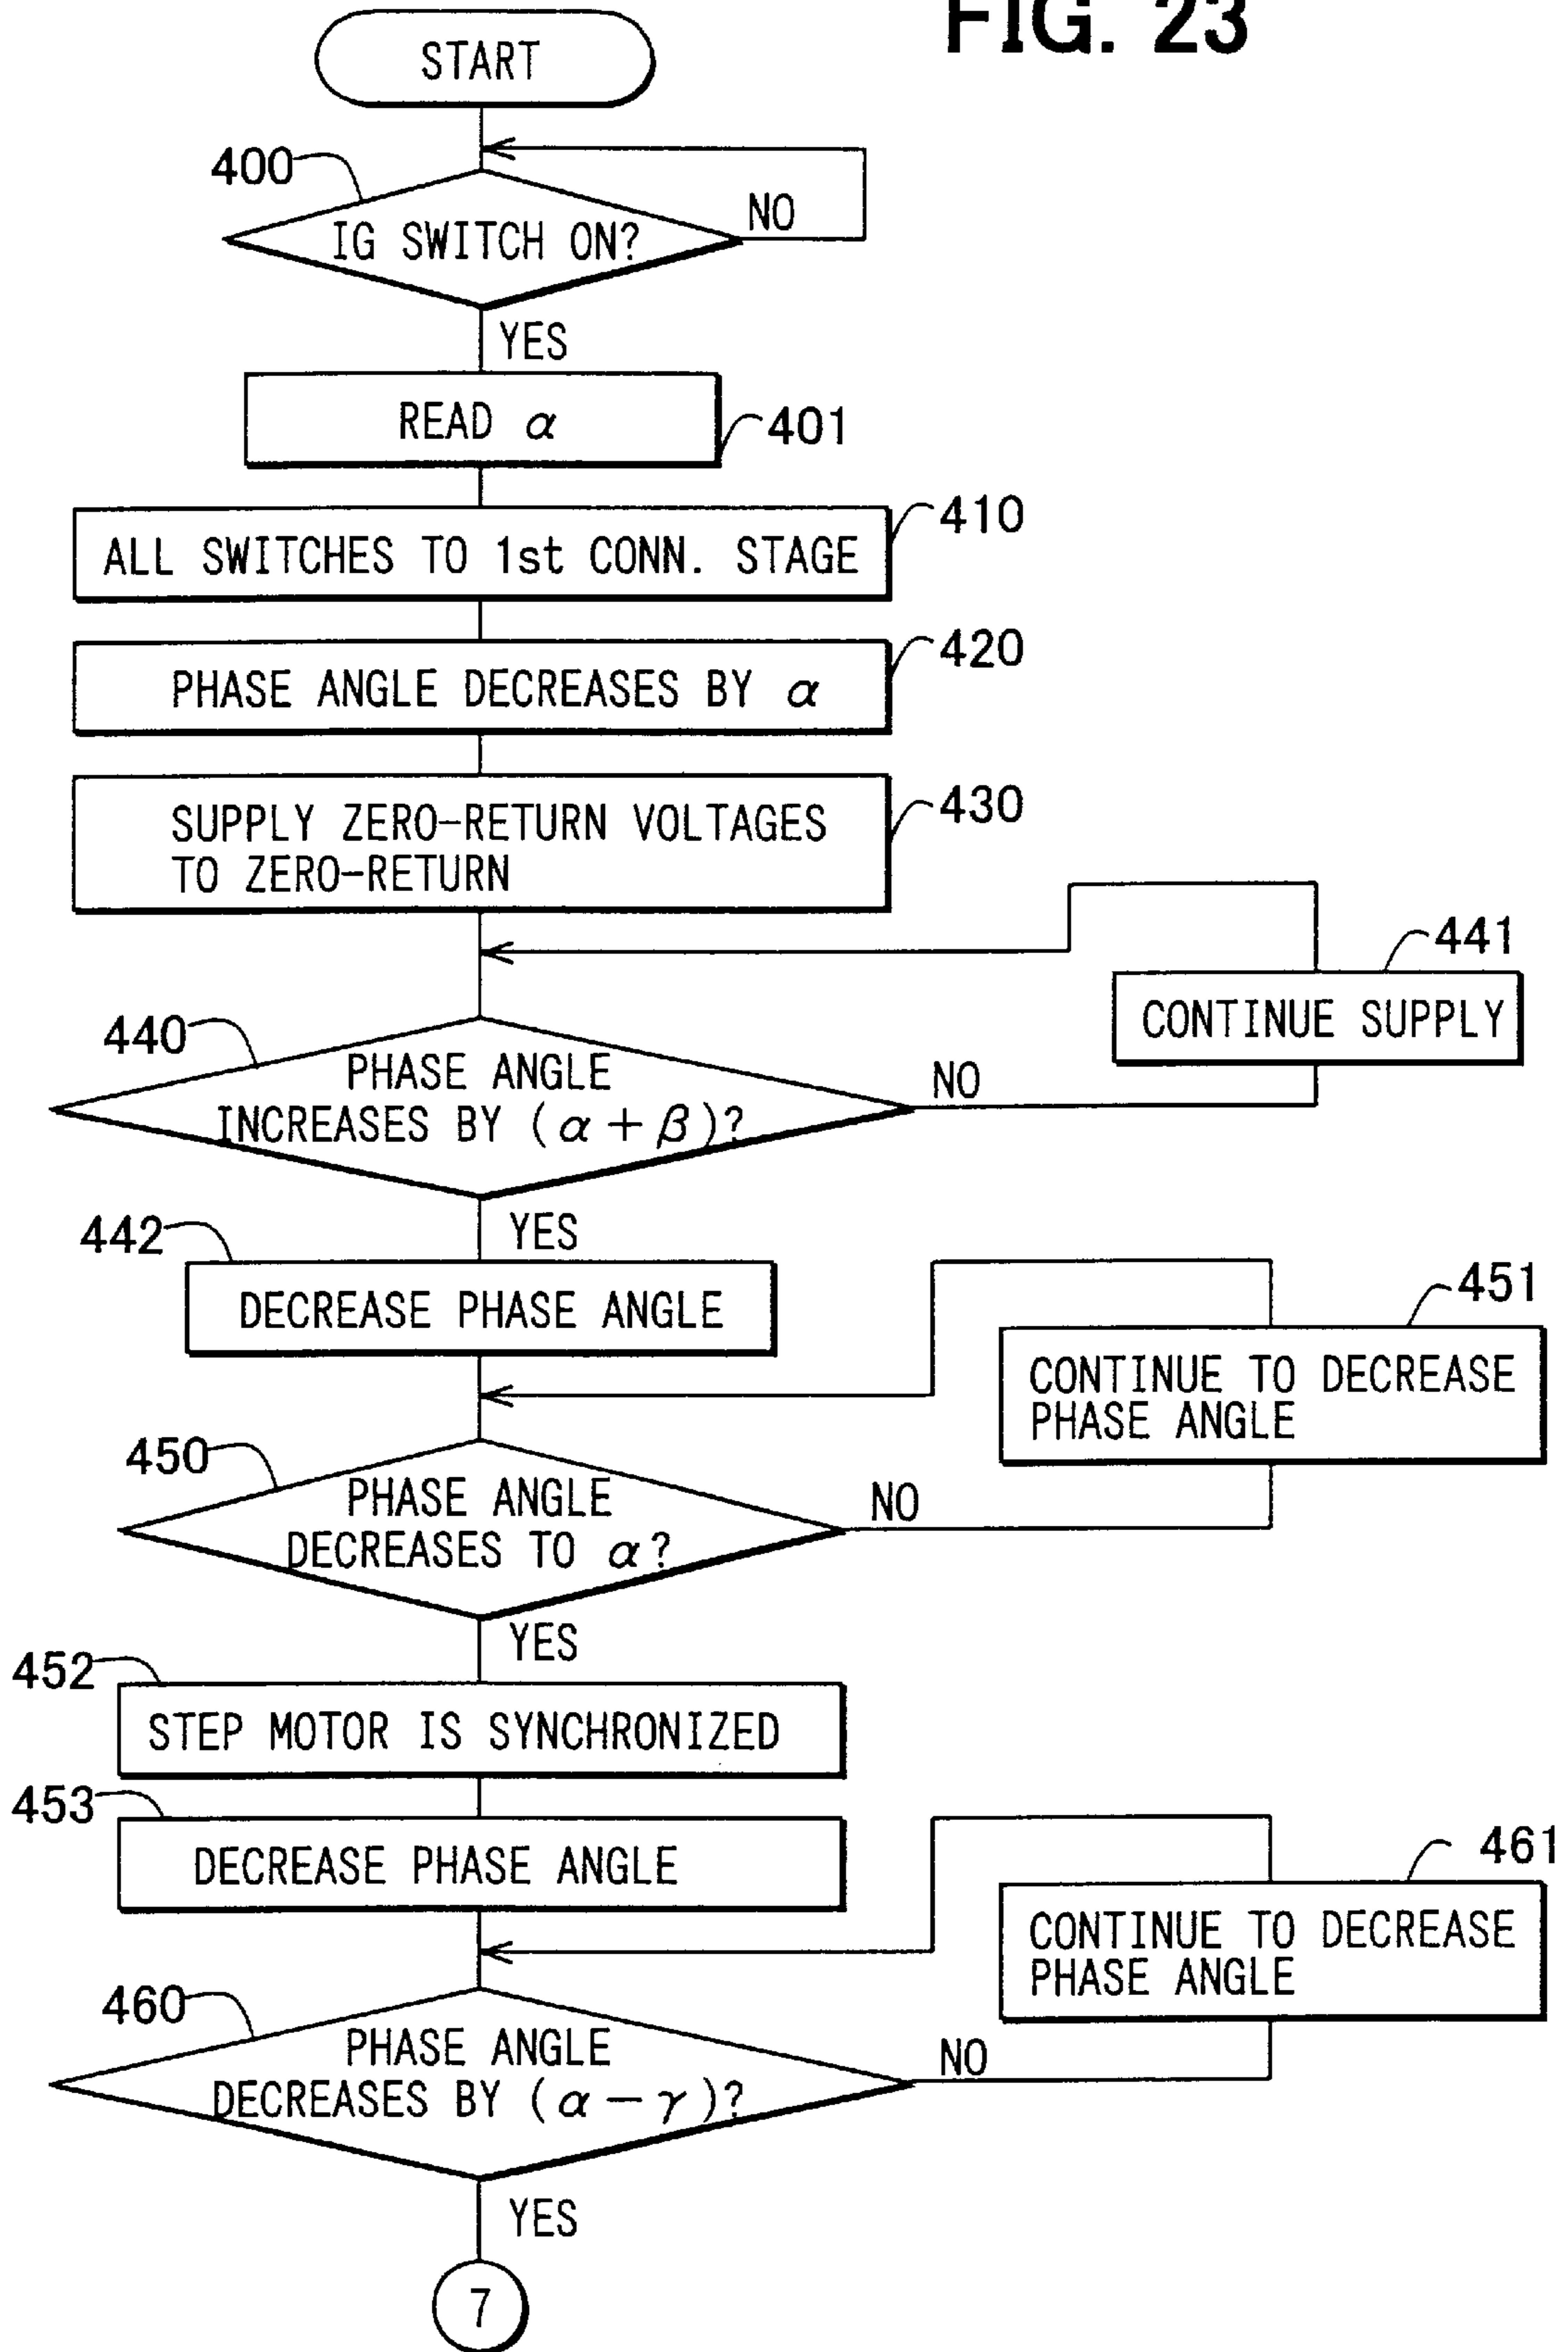 FIG. 23
START
400
IG SWITCH ON?
NO
YES
READ α
401
ALL SWITCHES TO 1st CONN. STAGE
410
PHASE ANGLE DECREASES BY α
420
SUPPLY ZERO-RETURN VOLTAGES
TO ZERO-RETURN
430
441
CONTINUE SUPPLY
440
PHASE ANGLE
INCREASES BY (α + β)?
NO
YES
442
DECREASE PHASE ANGLE
451
CONTINUE TO DECREASE
PHASE ANGLE
450
PHASE ANGLE
DECREASES TO α?
NO
YES
452
STEP MOTOR IS SYNCHRONIZED
453
DECREASE PHASE ANGLE
461
CONTINUE TO DECREASE
PHASE ANGLE
460
PHASE ANGLE
DECREASES BY (α − γ)?
NO
YES
7